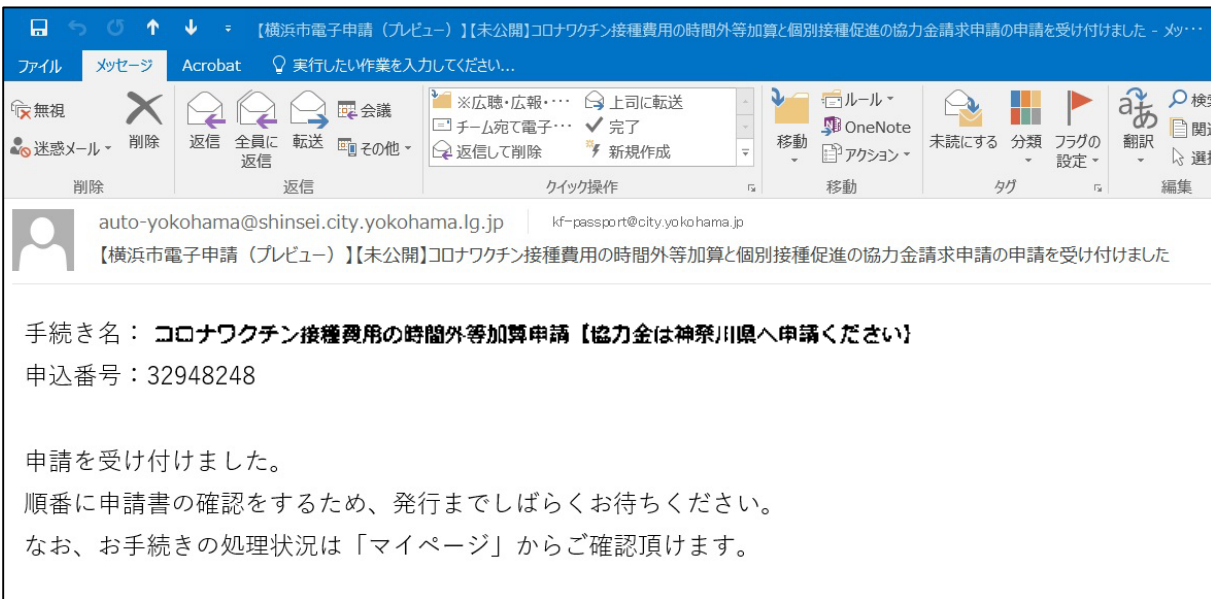 【横浜市電子申請（プレビュー）】【未公開】コロナワクチン接種費用の時間外等加算と個別接種促進の協力金請求申請の申請を受け付けました - メッ…
ファイル メッセージ Acrobat 実行したい作業を入力してください...
無視
迷惑メール
削除
返信
全員に
返信
転送
会議
その他
※広聴・広報・… 上司に転送
チーム宛て電子… 完了
返信して削除 新規作成
移動
ルール
OneNote
アクション
未読にする
分類
フラグの
設定
翻訳
削除 返信 クイック操作 移動 タグ 編集
auto-yokohama@shinsei.city.yokohama.lg.jp kf-passport@city.yokohama.jp
【横浜市電子申請（プレビュー）】【未公開】コロナワクチン接種費用の時間外等加算と個別接種促進の協力金請求申請の申請を受け付けました
手続き名： コロナワクチン接種費用の時間外等加算申請【協力金は神奈川県へ申請ください】
申込番号：32948248
申請を受け付けました。
順番に申請書の確認をするため、発行までしばらくお待ちください。
なお、お手続きの処理状況は「マイページ」からご確認頂けます。